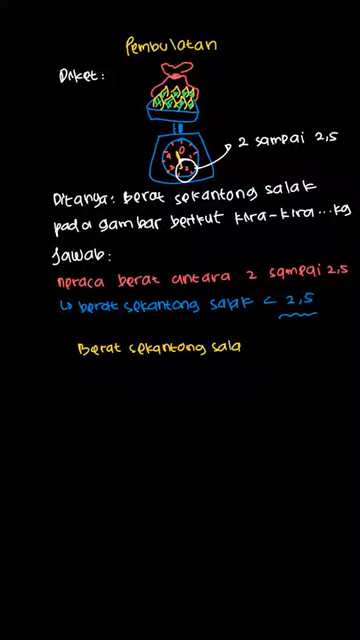 Pembulatan
Diket:
0
2 sampai 2,5
Ditanya: Berat sekantong salak
pada gambar berikut kira-kira...kg
Jawab:
neraca berat antara 2 sampai 2,5
↳ berat sekantong salak < 2,5
Berat sekantong sala